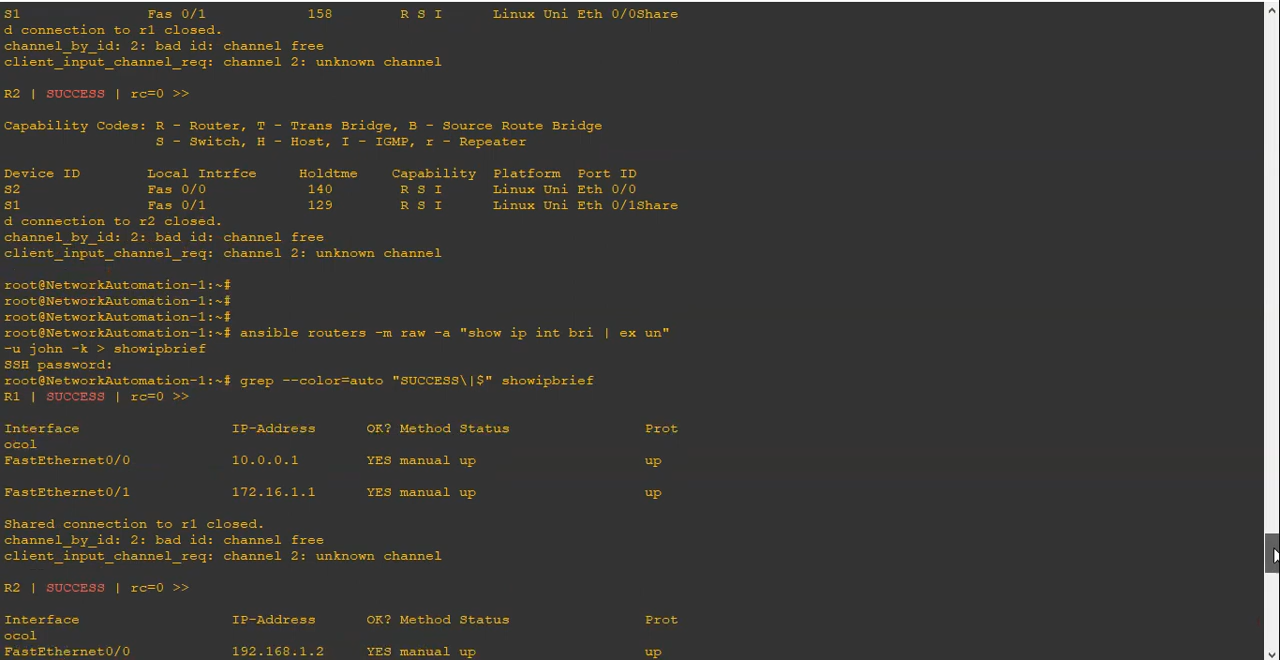 S1              Fas 0/1            158          R S I      Linux Uni Eth 0/0Share
d connection to r1 closed.
channel_by_id: 2: bad id: channel free
client_input_channel_req: channel 2: unknown channel
R2 | SUCCESS | rc=0 >>
Capability Codes: R - Router, T - Trans Bridge, B - Source Route Bridge
                  S - Switch, H - Host, I - IGMP, r - Repeater
Device ID        Local Intrfce     Holdtme    Capability  Platform  Port ID
S2               Fas 0/0            140          R S I      Linux Uni Eth 0/0
S1               Fas 0/1            129          R S I      Linux Uni Eth 0/1Share
d connection to r2 closed.
channel_by_id: 2: bad id: channel free
client_input_channel_req: channel 2: unknown channel
root@NetworkAutomation-1:~#
root@NetworkAutomation-1:~#
root@NetworkAutomation-1:~#
root@NetworkAutomation-1:~# ansible routers -m raw -a "show ip int bri | ex un"
-u john -k > showipbrief
SSH password:
root@NetworkAutomation-1:~# grep --color=auto "SUCCESS\|$" showipbrief
R1 | SUCCESS | rc=0 >>
Interface                  IP-Address      OK? Method Status                Prot
ocol
FastEthernet0/0            10.0.0.1        YES manual up                    up
FastEthernet0/1            172.16.1.1      YES manual up                    up
Shared connection to r1 closed.
channel_by_id: 2: bad id: channel free
client_input_channel_req: channel 2: unknown channel
R2 | SUCCESS | rc=0 >>
Interface                  IP-Address      OK? Method Status                Prot
ocol
FastEthernet0/0            192.168.1.2     YES manual up                    up